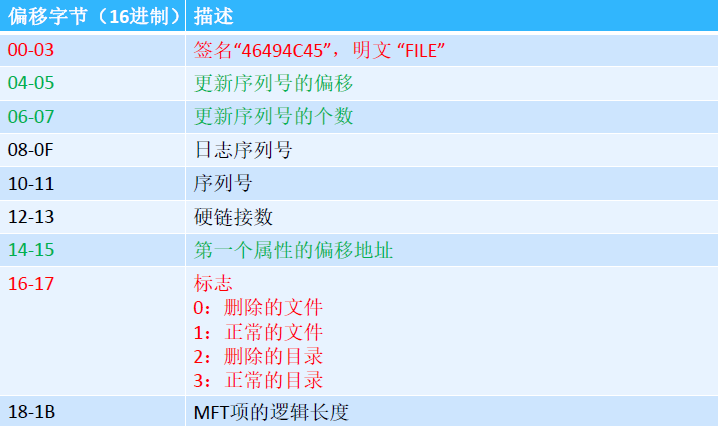 偏移字节（16进制） 描述
00-03 签名“46494C45”，明文 “FILE”
04-05 更新序列号的偏移
06-07 更新序列号的个数
08-0F 日志序列号
10-11 序列号
12-13 硬链接数
14-15 第一个属性的偏移地址
16-17 标志
0：删除的文件
1：正常的文件
2：删除的目录
3：正常的目录
18-1B MFT项的逻辑长度